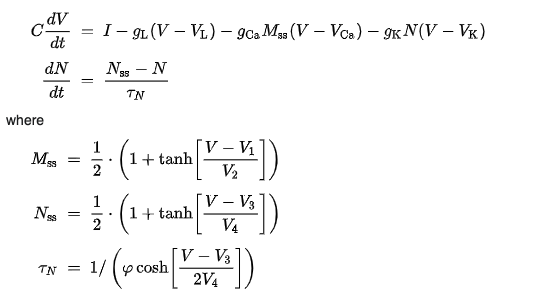 C dV/dt = I − g_L(V − V_L) − g_Ca M_ss(V − V_Ca) − g_K N(V − V_K)
dN/dt = (N_ss − N)/τ_N
where
M_ss = 1/2 · (1 + tanh[(V − V_1)/V_2])
N_ss = 1/2 · (1 + tanh[(V − V_3)/V_4])
τ_N = 1/(φ cosh[(V − V_3)/2V_4])